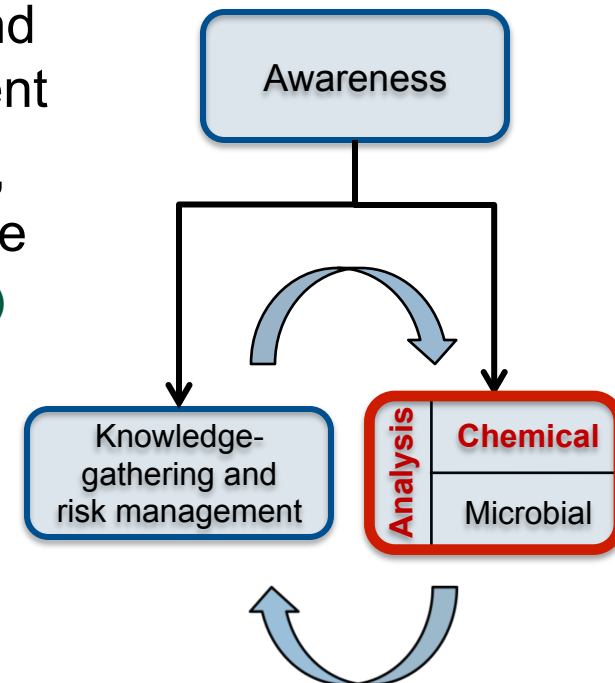 nd
ent
,
e
)
Awareness
Knowledge-
gathering and
risk management
Analysis
Chemical
Microbial